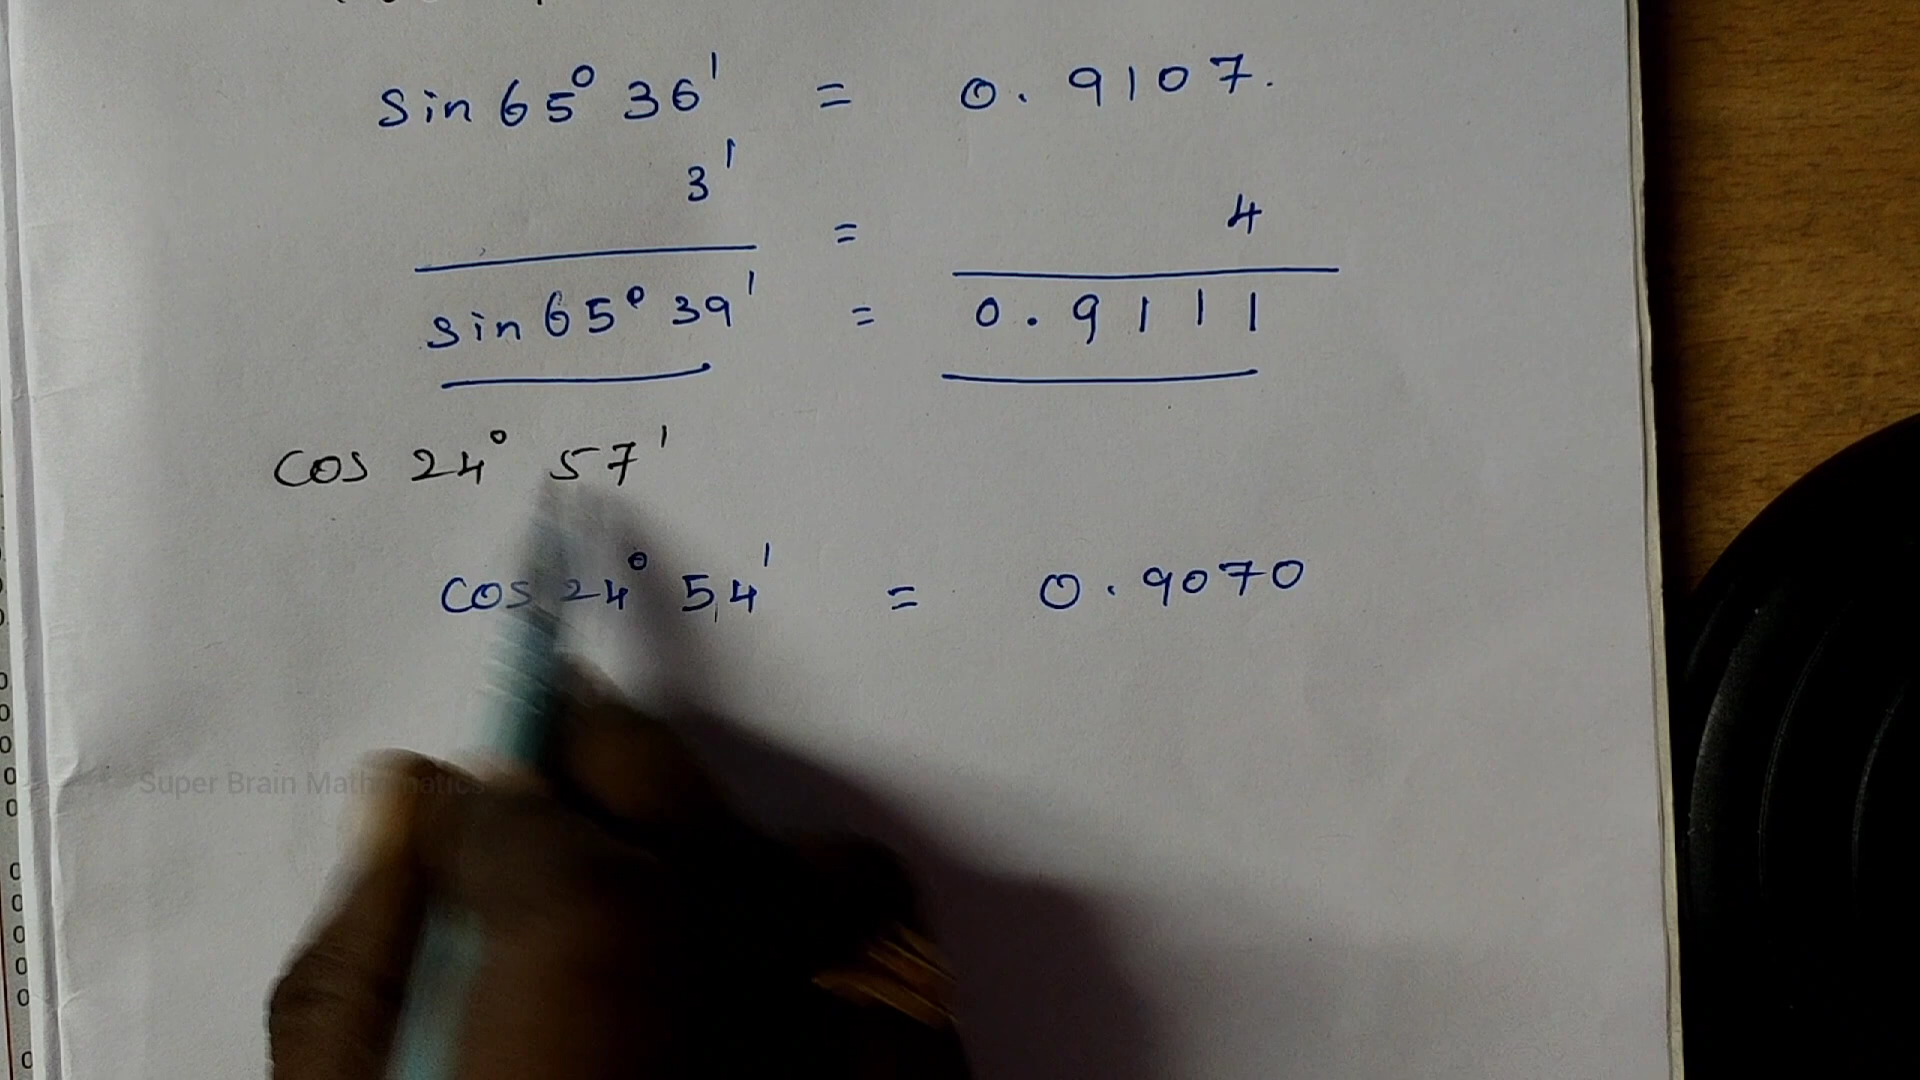 sin 65° 36' = 0.9107.
3' = 4
sin 65° 39' = 0.9111
cos 24° 57'
cos 24° 54' = 0.9070
Super Brain Mathematics